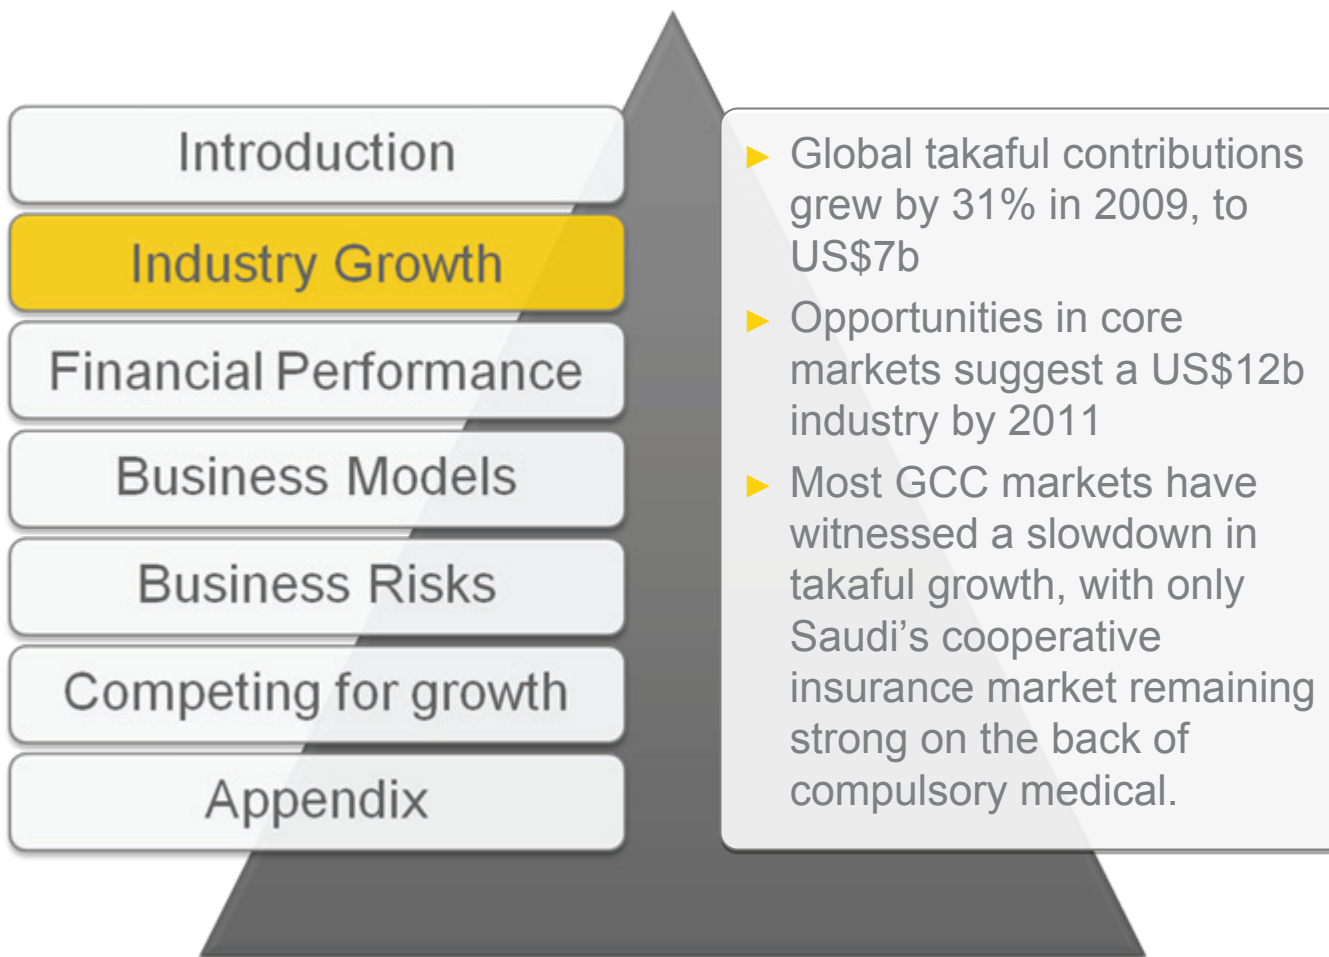 Introduction
Industry Growth
Financial Performance
Business Models
Business Risks
Competing for growth
Appendix
► Global takaful contributions
grew by 31% in 2009, to
US$7b
► Opportunities in core
markets suggest a US$12b
industry by 2011
► Most GCC markets have
witnessed a slowdown in
takaful growth, with only
Saudi’s cooperative
insurance market remaining
strong on the back of
compulsory medical.